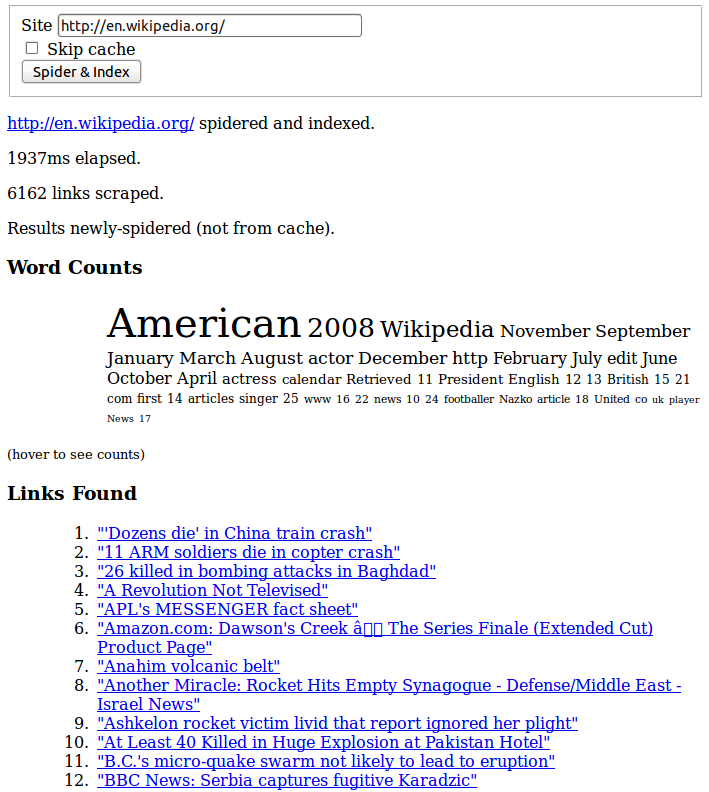 Site http://en.wikipedia.org/
Skip cache
Spider & Index
http://en.wikipedia.org/ spidered and indexed.
1937ms elapsed.
6162 links scraped.
Results newly-spidered (not from cache).
Word Counts
American 2008 Wikipedia November September
January March August actor December http February July edit June
October April actress calendar Retrieved 11 President English 12 13 British 15 21
com first 14 articles singer 25 www 16 22 news 10 24 footballer Nazko article 18 United co uk player
News 17
(hover to see counts)
Links Found
1. "'Dozens die' in China train crash"
2. "11 ARM soldiers die in copter crash"
3. "26 killed in bombing attacks in Baghdad"
4. "A Revolution Not Televised"
5. "APL's MESSENGER fact sheet"
6. "Amazon.com: Dawson's Creek â The Series Finale (Extended Cut)
Product Page"
7. "Anahim volcanic belt"
8. "Another Miracle: Rocket Hits Empty Synagogue - Defense/Middle East -
Israel News"
9. "Ashkelon rocket victim livid that report ignored her plight"
10. "At Least 40 Killed in Huge Explosion at Pakistan Hotel"
11. "B.C.'s micro-quake swarm not likely to lead to eruption"
12. "BBC News: Serbia captures fugitive Karadzic"